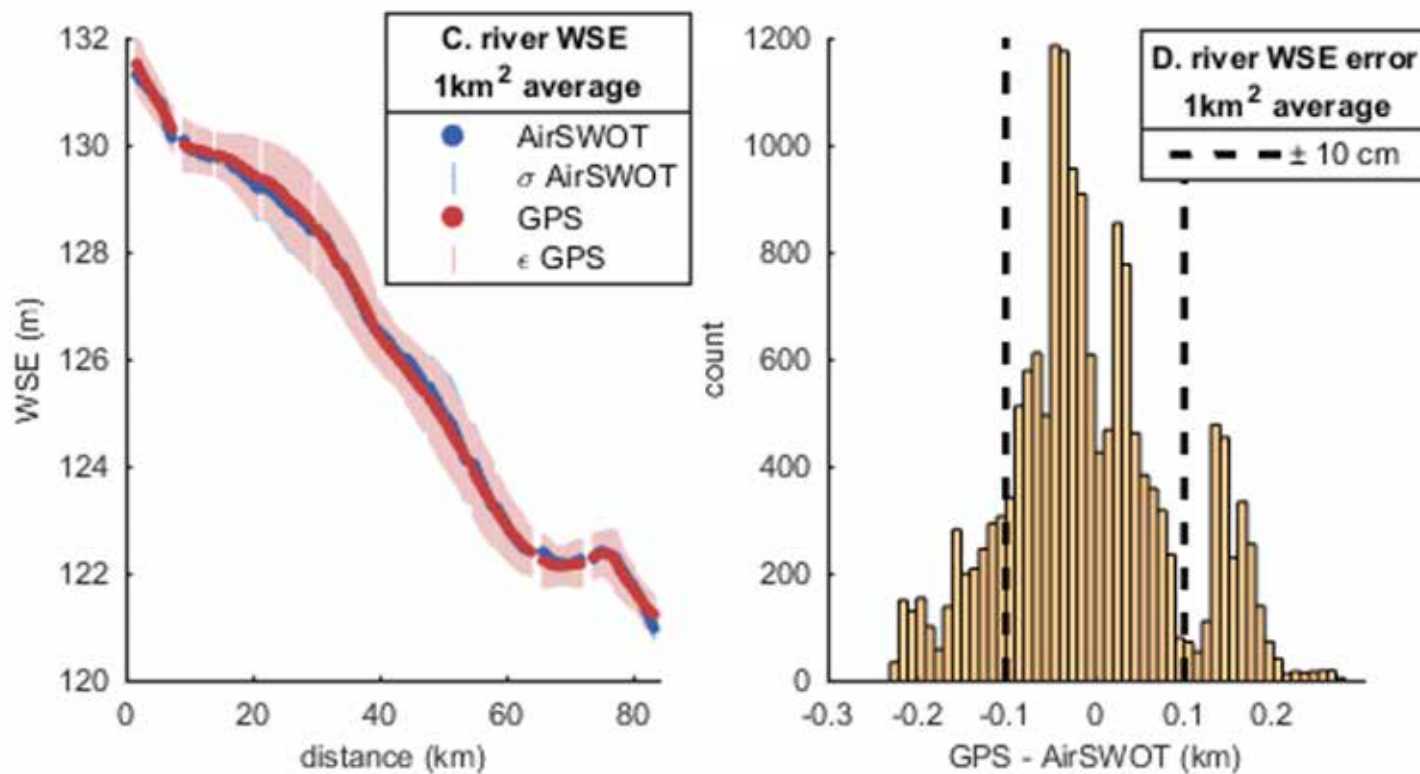 C. river WSE
1km² average
AirSWOT
σ AirSWOT
GPS
ϵ GPS
132
130
128
126
124
122
120
WSE (m)
0
20
40
60
80
distance (km)
D. river WSE error
1km² average
± 10 cm
1200
1000
800
600
400
200
0
count
-0.3
-0.2
-0.1
0
0.1
0.2
GPS - AirSWOT (km)